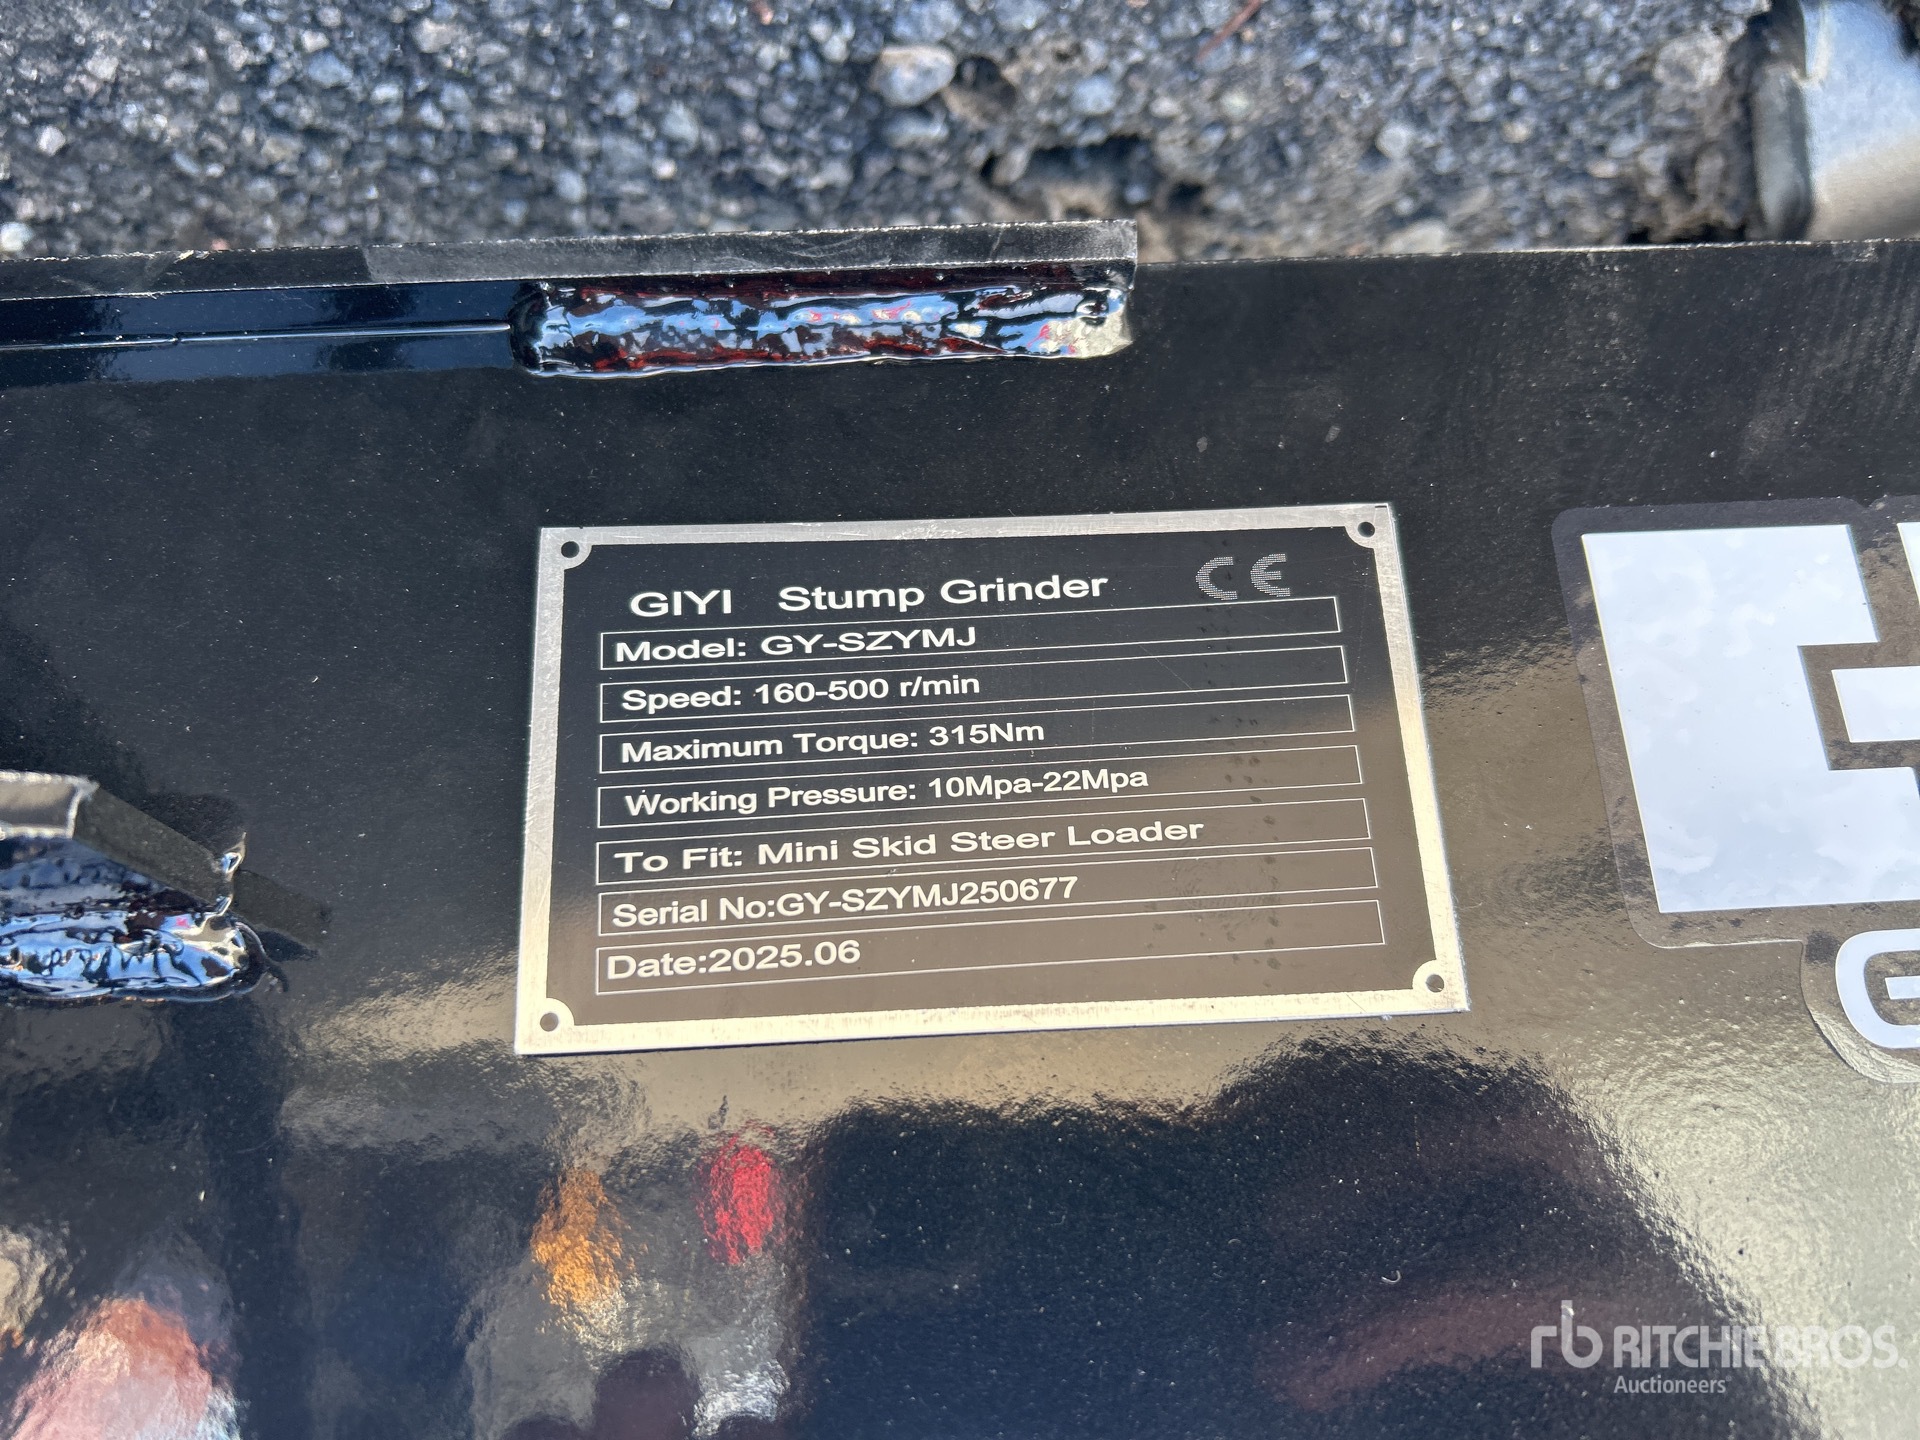 GIYI Stump Grinder CE
Model: GY-SZYMJ
Speed: 160-500 r/min
Maximum Torque: 315Nm
Working Pressure: 10Mpa-22Mpa
To Fit: Mini Skid Steer Loader
Serial No:GY-SZYMJ250677
Date:2025.06
G
rb RITCHIE BROS.
Auctioneers